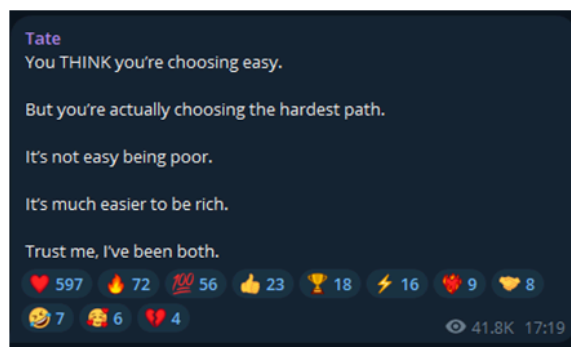 Tate
You THINK you're choosing easy.
But you're actually choosing the hardest path.
It's not easy being poor.
It's much easier to be rich.
Trust me, I've been both.
❤️ 597 🔥 72 💯 56 👍 23 🏆 18 ⚡ 16 ❤️‍🔥 9 🤝 8
🤣 7 🥰 6 💔 4 41.8K 17:19